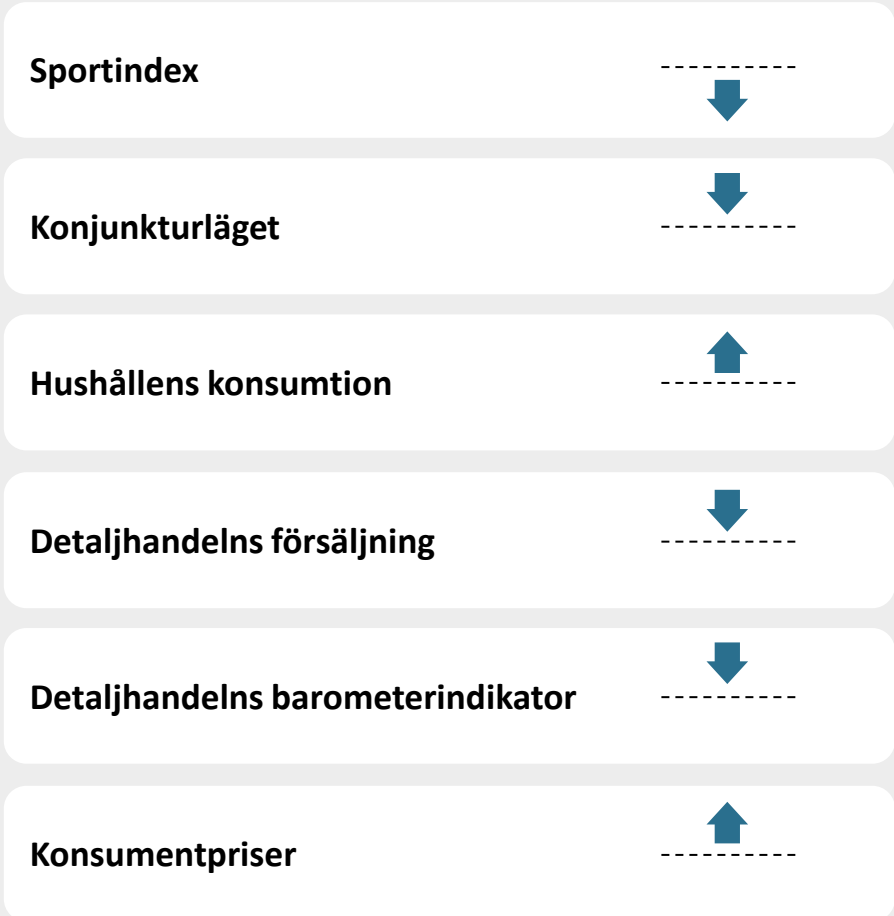 Sportindex
Konjunkturläget
Hushållens konsumtion
Detaljhandelns försäljning
Detaljhandelns barometerindikator
Konsumentpriser